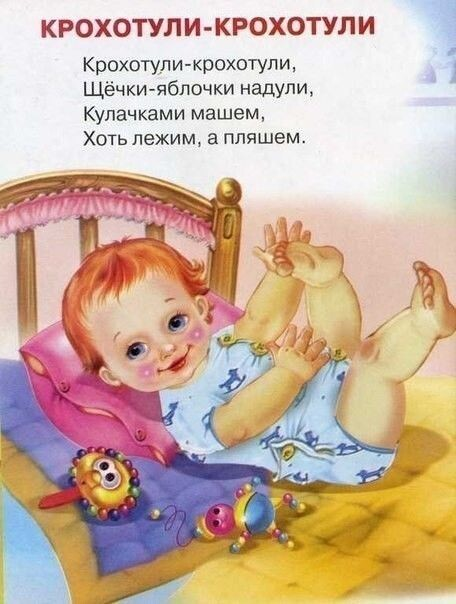 КРОХОТУЛИ-КРОХОТУЛИ
Крохотули-крохотули,
Щёчки-яблочки надули,
Кулачками машем,
Хоть лежим, а пляшем.